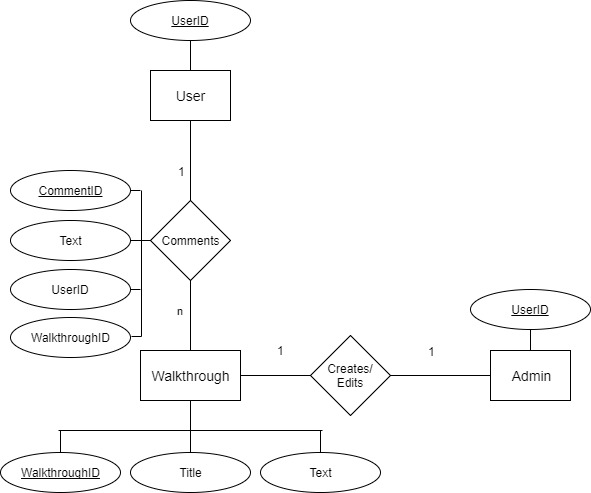 UserID
User
1
CommentID
Text
Comments
UserID
n
WalkthroughID
UserID
Walkthrough
1
Creates/
Edits
1
Admin
WalkthroughID
Title
Text